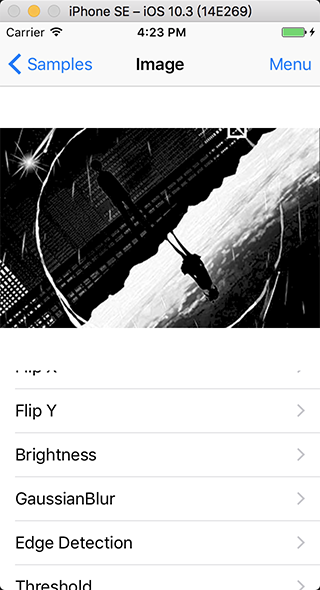 iPhone SE – iOS 10.3 (14E269)
Carrier 4:23 PM
Samples Image Menu
Flip X
Flip Y
Brightness
GaussianBlur
Edge Detection
Threshold